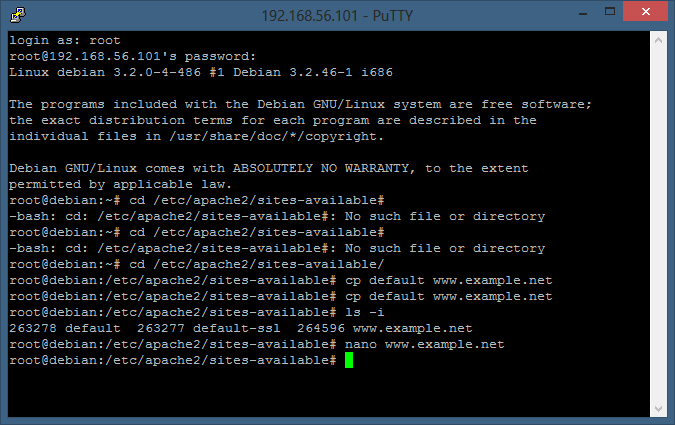 192.168.56.101 - PuTTY
login as: root
root@192.168.56.101's password:
Linux debian 3.2.0-4-486 #1 Debian 3.2.46-1 i686
The programs included with the Debian GNU/Linux system are free software;
the exact distribution terms for each program are described in the
individual files in /usr/share/doc/*/copyright.
Debian GNU/Linux comes with ABSOLUTELY NO WARRANTY, to the extent
permitted by applicable law.
root@debian:~# cd /etc/apache2/sites-available#
-bash: cd: /etc/apache2/sites-available#: No such file or directory
root@debian:~# cd /etc/apache2/sites-available#
-bash: cd: /etc/apache2/sites-available#: No such file or directory
root@debian:~# cd /etc/apache2/sites-available/
root@debian:/etc/apache2/sites-available# cp default www.example.net
root@debian:/etc/apache2/sites-available# cp default www.example.net
root@debian:/etc/apache2/sites-available# ls -i
263278 default  263277 default-ssl  264596 www.example.net
root@debian:/etc/apache2/sites-available# nano www.example.net
root@debian:/etc/apache2/sites-available#